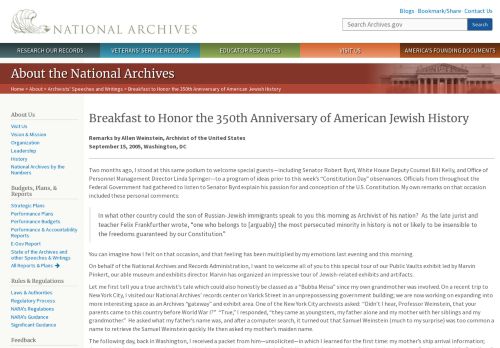 Blogs · Bookmark/Share · Contact Us
NATIONAL ARCHIVES
Search Archives.gov
Search
RESEARCH OUR RECORDS
VETERANS' SERVICE RECORDS
EDUCATOR RESOURCES
VISIT US
AMERICA'S FOUNDING DOCUMENTS
About the National Archives
Home > About > Archivists' Speeches and Writings > Breakfast to Honor the 350th Anniversary of American Jewish History
About Us
Visit Us
Vision & Mission
Organization
Leadership
History
National Archives by the
Numbers
Budgets, Plans, &
Reports
Strategic Plans
Performance Plans
Performance Budgets
Performance & Accountability
Reports
E-Gov Report
State of the Archives and
other Speeches & Writings
All Reports & Plans
Rules & Regulations
Laws & Authorities
Regulatory Process
NARA's Regulations
NARA's Guidance
Significant Guidance
Feedback
Breakfast to Honor the 350th Anniversary of American Jewish History
Remarks by Allen Weinstein, Archivist of the United States
September 15, 2005, Washington, DC
Two months ago, I stood at this same podium to welcome special guests—including Senator Robert Byrd, White House Deputy Counsel Bill Kelly, and Office of
Personnel Management Director Linda Springer—to a program of ideas prior to this week's “Constitution Day” observances. Officials from throughout the
Federal Government had gathered to listen to Senator Byrd explain his passion for and conception of the U.S. Constitution. My own remarks on that occasion
included these personal comments:
In what other country could the son of Russian-Jewish immigrants speak to you this morning as Archivist of his nation? As the late jurist and
teacher Felix Frankfurter wrote, “one who belongs to [arguably] the most persecuted minority in history is not or likely to be insensible to
the freedoms guaranteed by our Constitution.”
You can imagine how I felt on that occasion, and that feeling has been multiplied by my emotions last evening and this morning.
On behalf of the National Archives and Records Administration, I want to welcome all of you to this special tour of our Public Vaults exhibit led by Marvin
Pinkert, our able museum and exhibits director. Marvin has organized an impressive tour of Jewish-related exhibits and artifacts.
Let me first tell you a true archivist's tale which could also honestly be classed as a “Bubba Meisa” since my own grandmother was involved. On a recent trip to
New York City, I visited our National Archives' records center on Varick Street in an unprepossessing government building; we are now working on expanding into
more interesting space as an Archives “gateway” and exhibit area. One of the New York City archivists asked: “Didn't I hear, Professor Weinstein, that your
parents came to this country before World War I?” “True,” I responded, “they came as youngsters, my father alone and my mother with her siblings and my
grandmother.” He asked what my father's name was, and after a computer search, it turned out that Samuel Weinstein (much to my surprise) was too common a
name to retrieve the Samuel Weinstein quickly. He then asked my mother's maiden name.
The following day, back in Washington, I received a packet from him—unsolicited—in which I learned for the first time: my mother's ship arrival information;